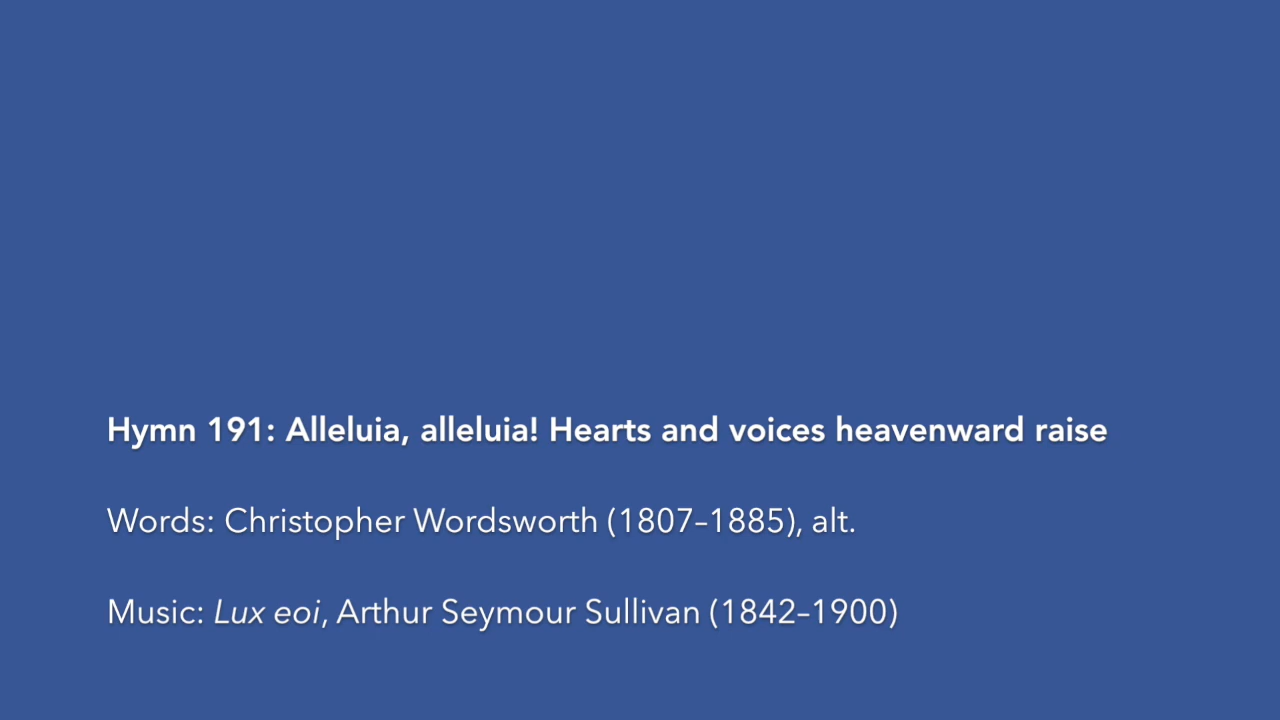 Hymn 191: Alleluia, alleluia! Hearts and voices heavenward raise
Words: Christopher Wordsworth (1807–1885), alt.
Music: Lux eoi, Arthur Seymour Sullivan (1842–1900)